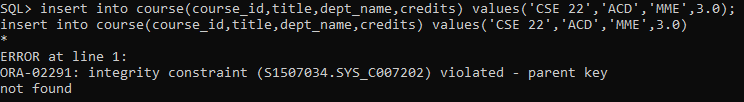 SQL> insert into course(course_id,title,dept_name,credits) values('CSE 22','ACD','MME',3.0);
insert into course(course_id,title,dept_name,credits) values('CSE 22','ACD','MME',3.0)
*
ERROR at line 1:
ORA-02291: integrity constraint (S1507034.SYS_C007202) violated - parent key
not found